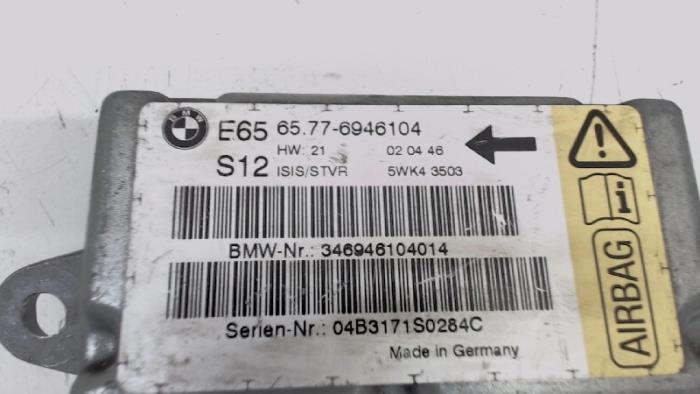 BMW
E65 65.77-6946104
HW: 21 02 04 46
S12 ISIS/STVR 5WK4 3503
BMW-Nr.: 346946104014
Serien-Nr.: 04B3171S0284C
Made in Germany
AIRBAG